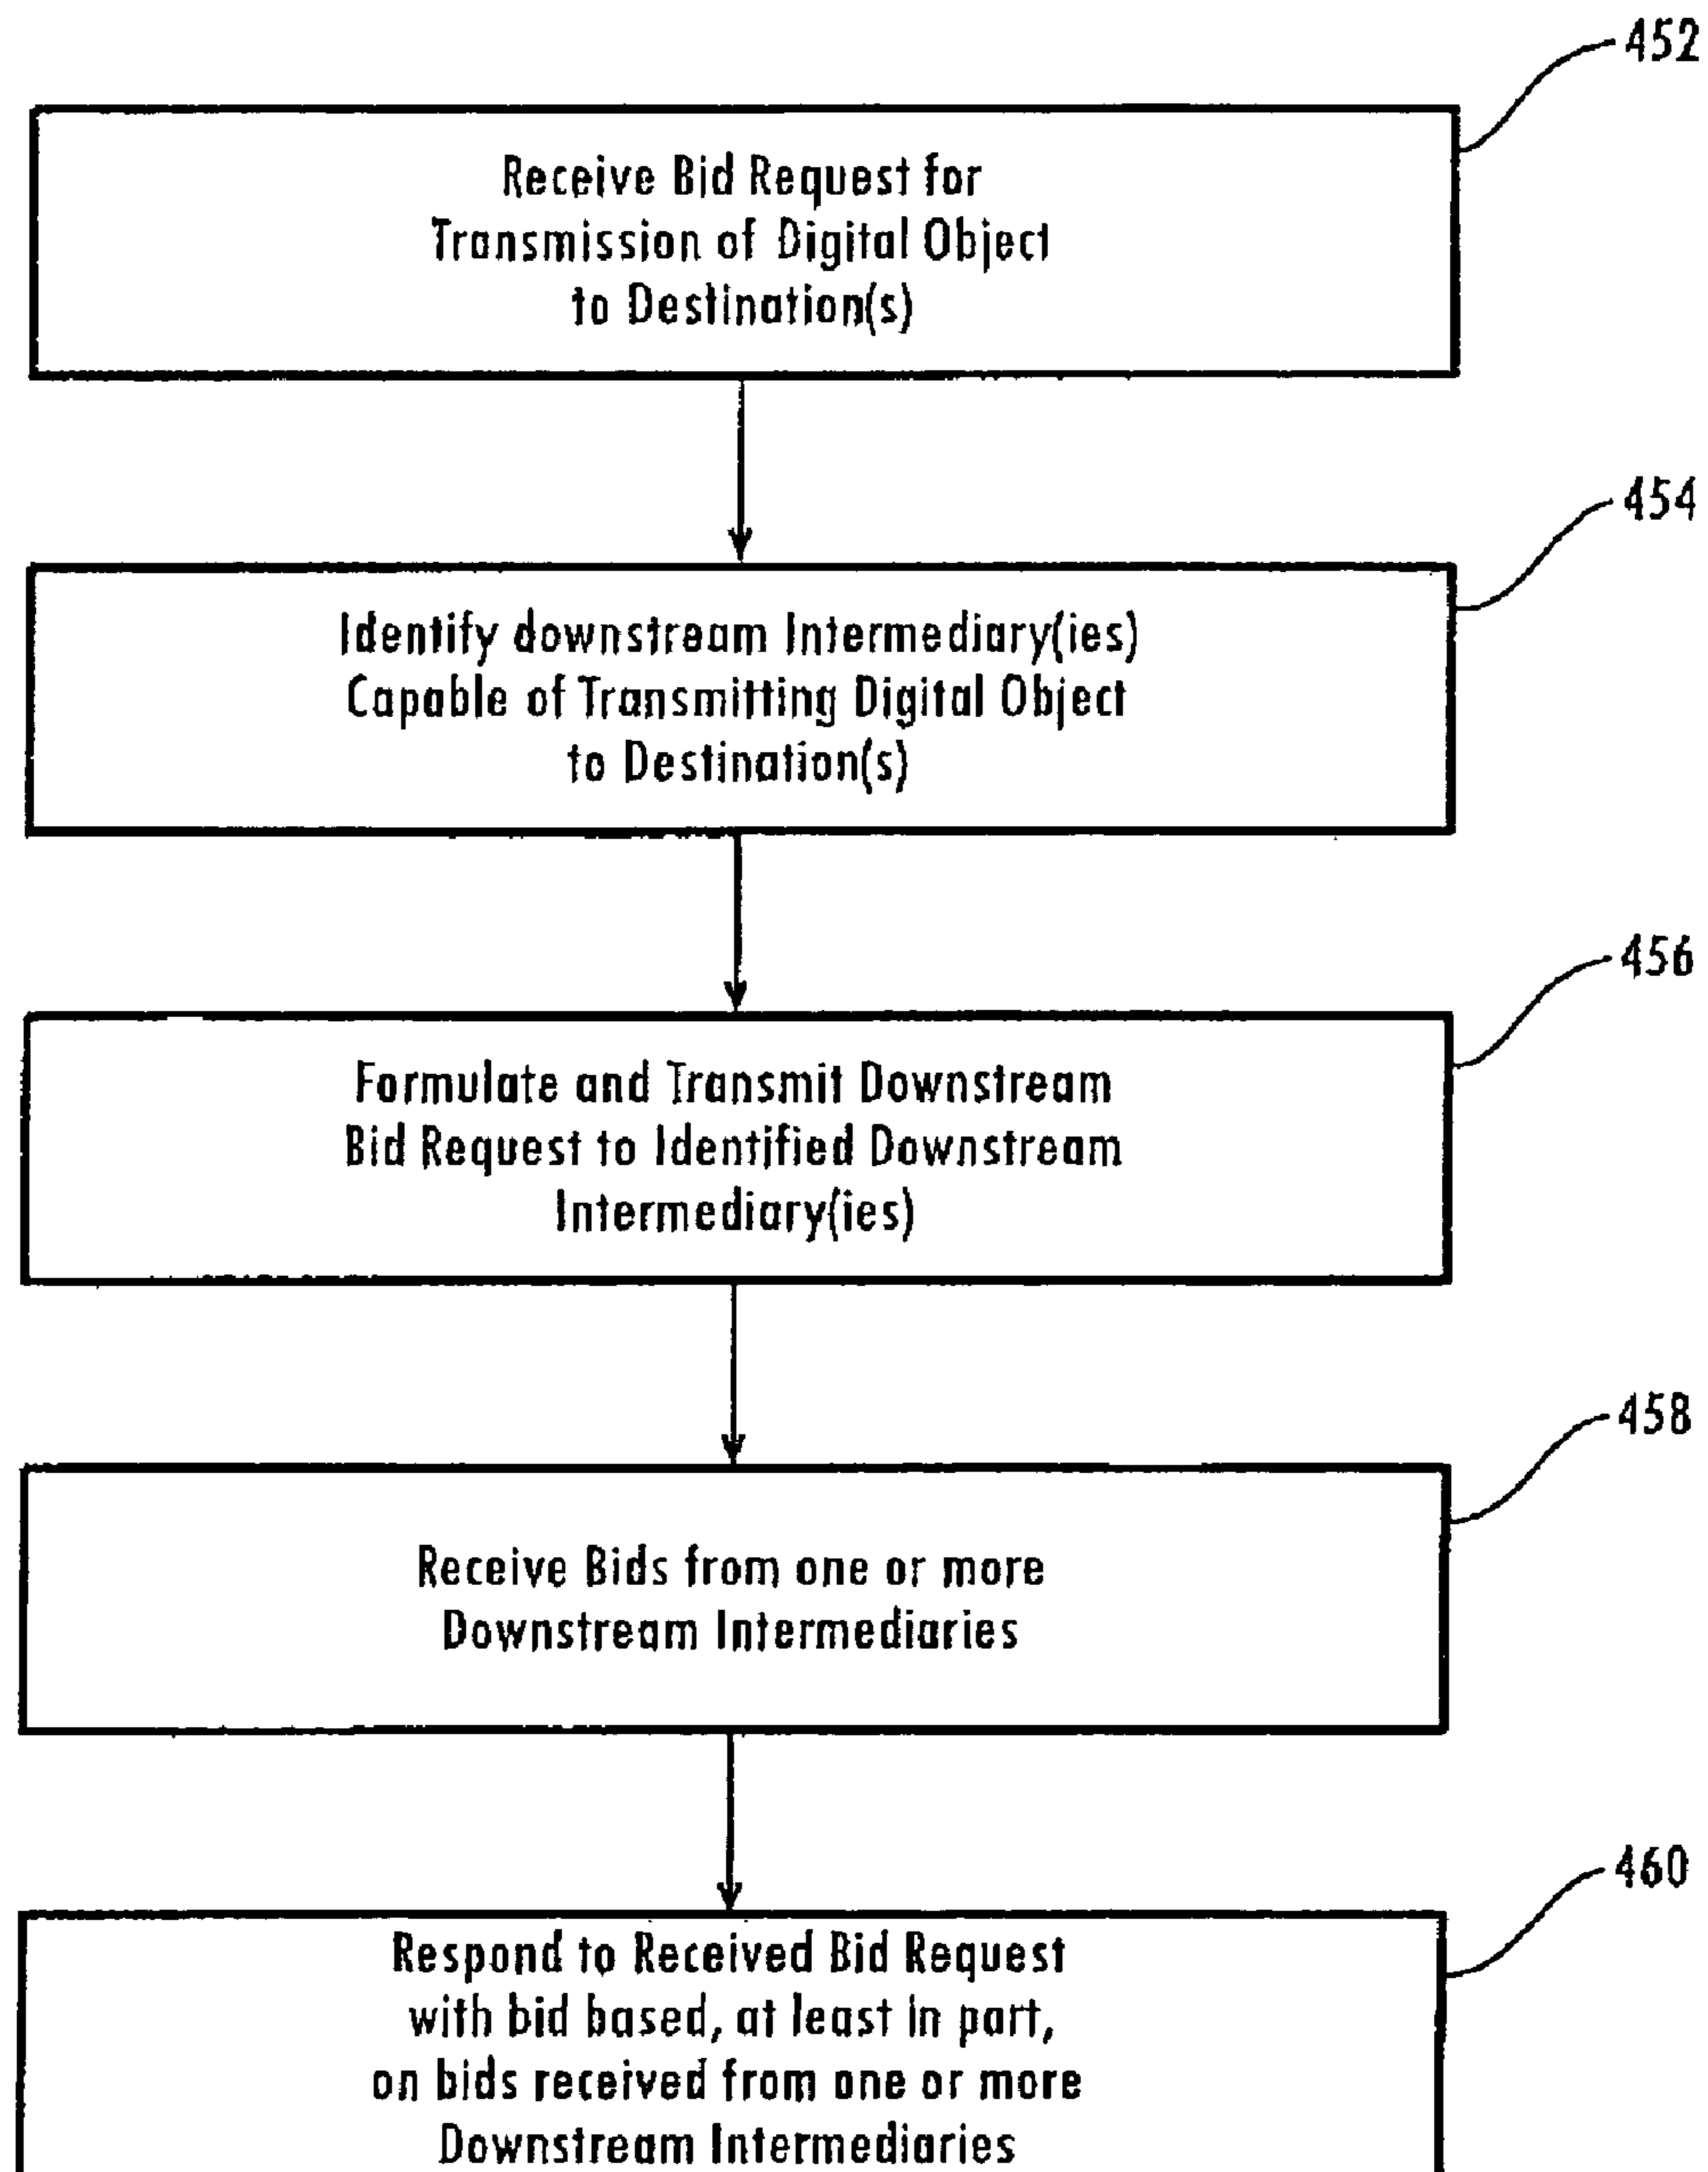 452
Receive Bid Request for
Transmission of Digital Object
to Destination(s)
454
Identify downstream Intermediary(ies)
Capable of Transmitting Digital Object
to Destination(s)
456
Formulate and Transmit Downstream
Bid Request to Identified Downstream
Intermediary(ies)
458
Receive Bids from one or more
Downstream Intermediaries
460
Respond to Received Bid Request
with bid based, at least in part,
on bids received from one or more
Downstream Intermediaries